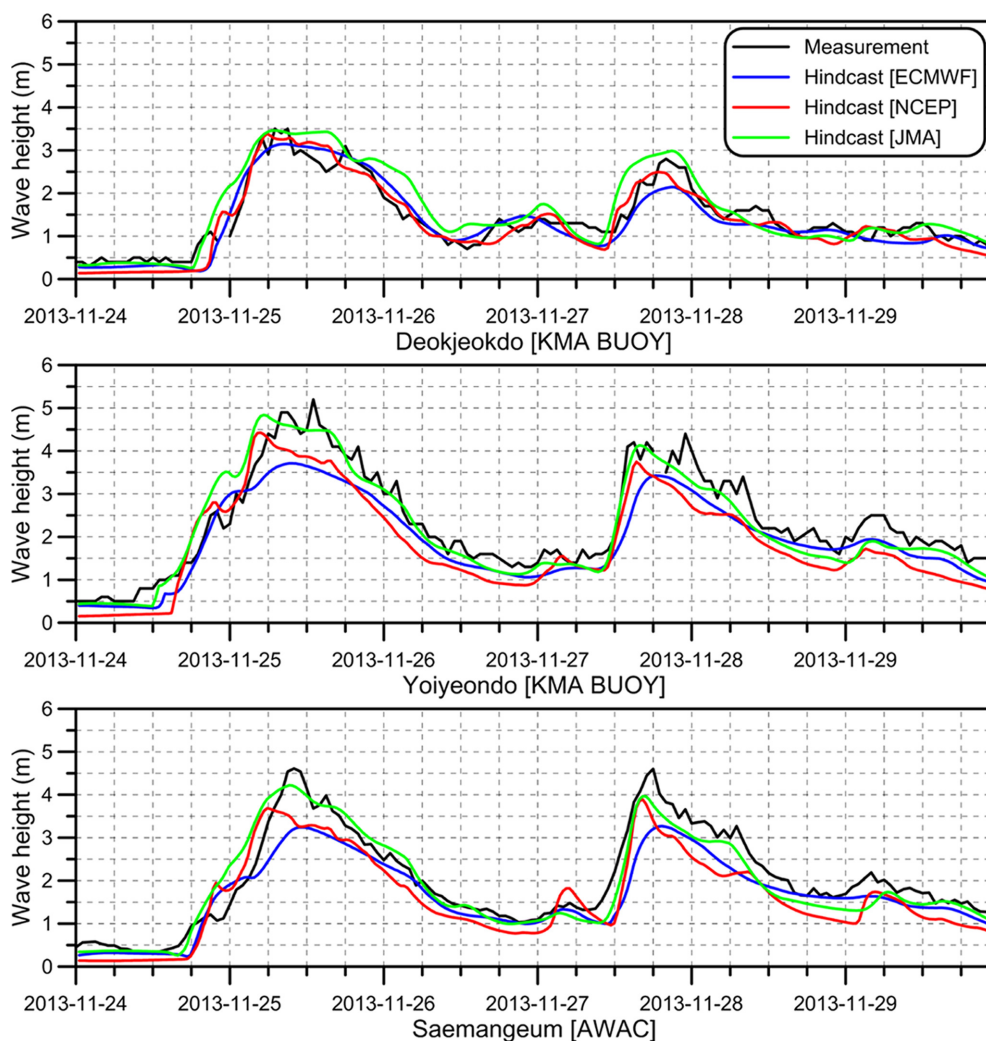 Wave height (m)
6
5
4
3
2
1
0
Measurement
Hindcast [ECMWF]
Hindcast [NCEP]
Hindcast [JMA]
2013-11-24 2013-11-25 2013-11-26 2013-11-27 2013-11-28 2013-11-29
Deokjeokdo [KMA BUOY]
Wave height (m)
6
5
4
3
2
1
0
2013-11-24 2013-11-25 2013-11-26 2013-11-27 2013-11-28 2013-11-29
Yoiyeondo [KMA BUOY]
Wave height (m)
6
5
4
3
2
1
0
2013-11-24 2013-11-25 2013-11-26 2013-11-27 2013-11-28 2013-11-29
Saemangeum [AWAC]